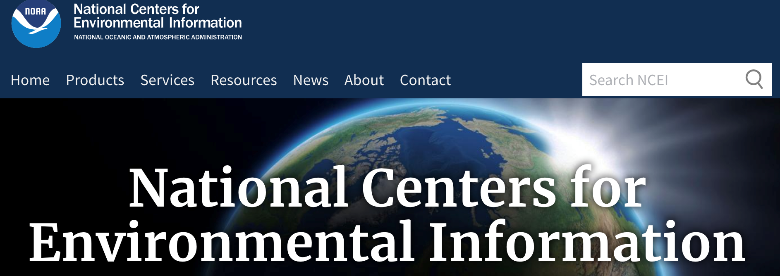 NOAA
National Centers for
Environmental Information
NATIONAL OCEANIC AND ATMOSPHERIC ADMINISTRATION
Home Products Services Resources News About Contact
Search NCEI
National Centers for
Environmental Information